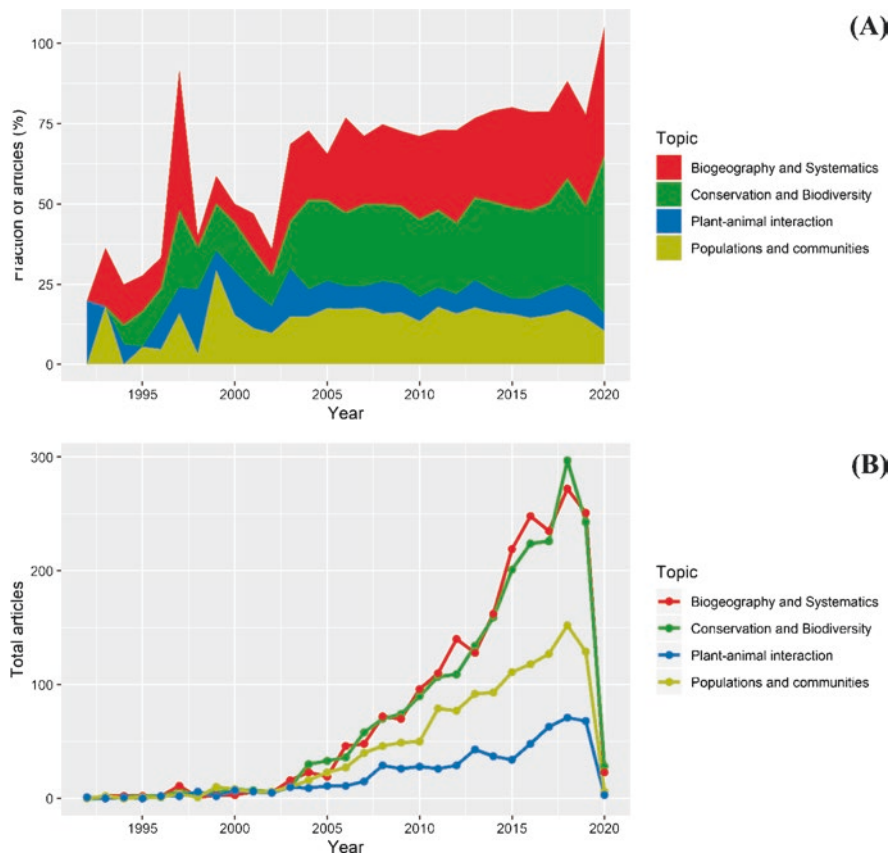 (A)
100
75
50
25
0
Fraction of articles (%)
1995
2000
2005
2010
2015
2020
Year
Topic
Biogeography and Systematics
Conservation and Biodiversity
Plant-animal interaction
Populations and communities
(B)
300
200
100
0
Total articles
1995
2000
2005
2010
2015
2020
Year
Topic
Biogeography and Systematics
Conservation and Biodiversity
Plant-animal interaction
Populations and communities